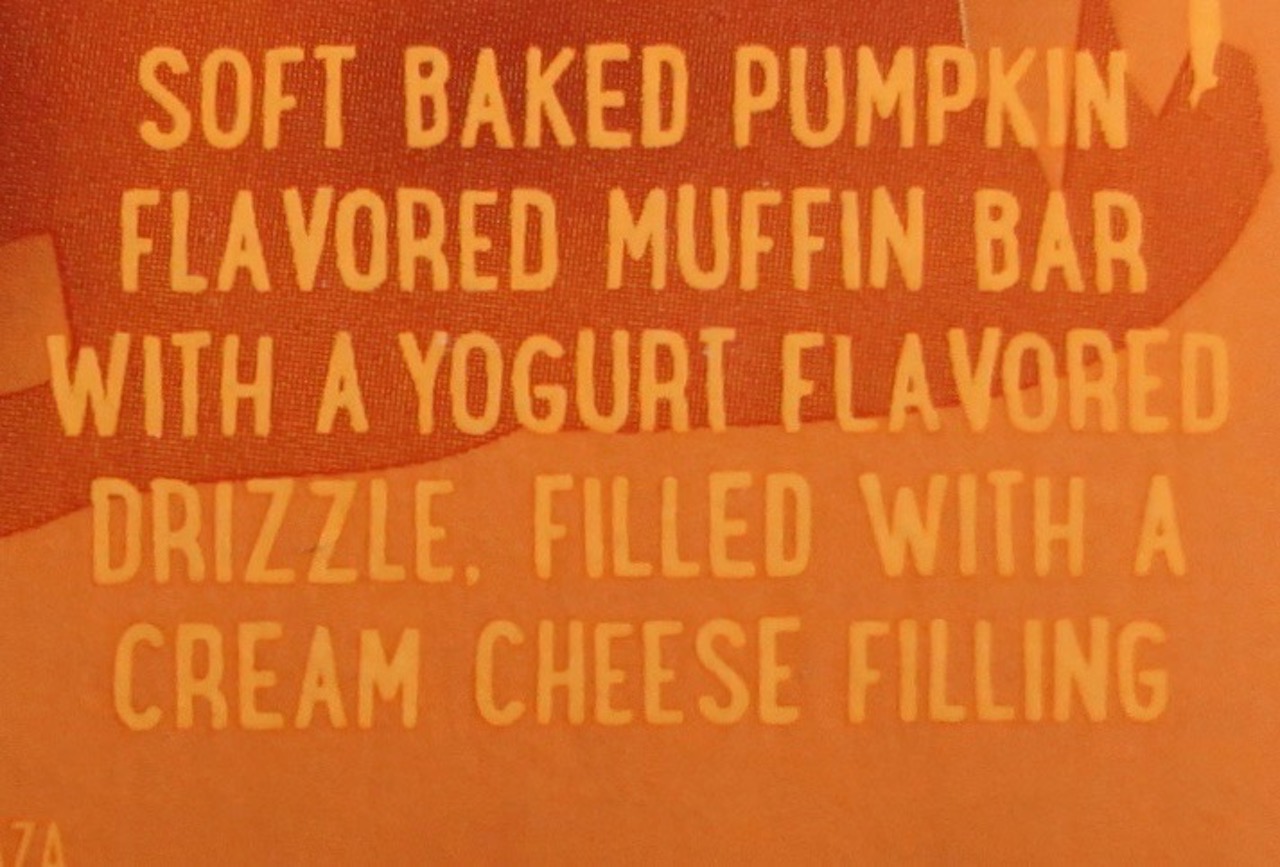 SOFT BAKED PUMPKIN
FLAVORED MUFFIN BAR
WITH A YOGURT FLAVORED
DRIZZLE, FILLED WITH A
CREAM CHEESE FILLING